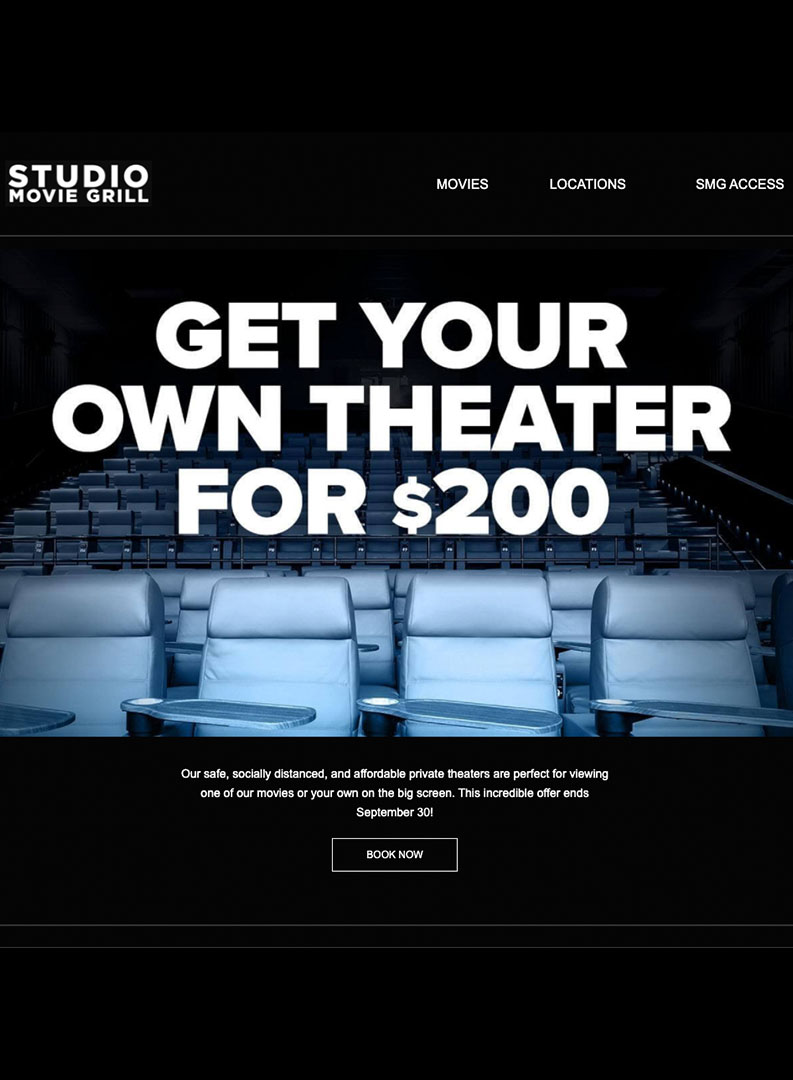 STUDIO
MOVIE GRILL
MOVIES
LOCATIONS
SMG ACCESS
GET YOUR
OWN THEATER
FOR $200
Our safe, socially distanced, and affordable private theaters are perfect for viewing
one of our movies or your own on the big screen. This incredible offer ends
September 30!
BOOK NOW